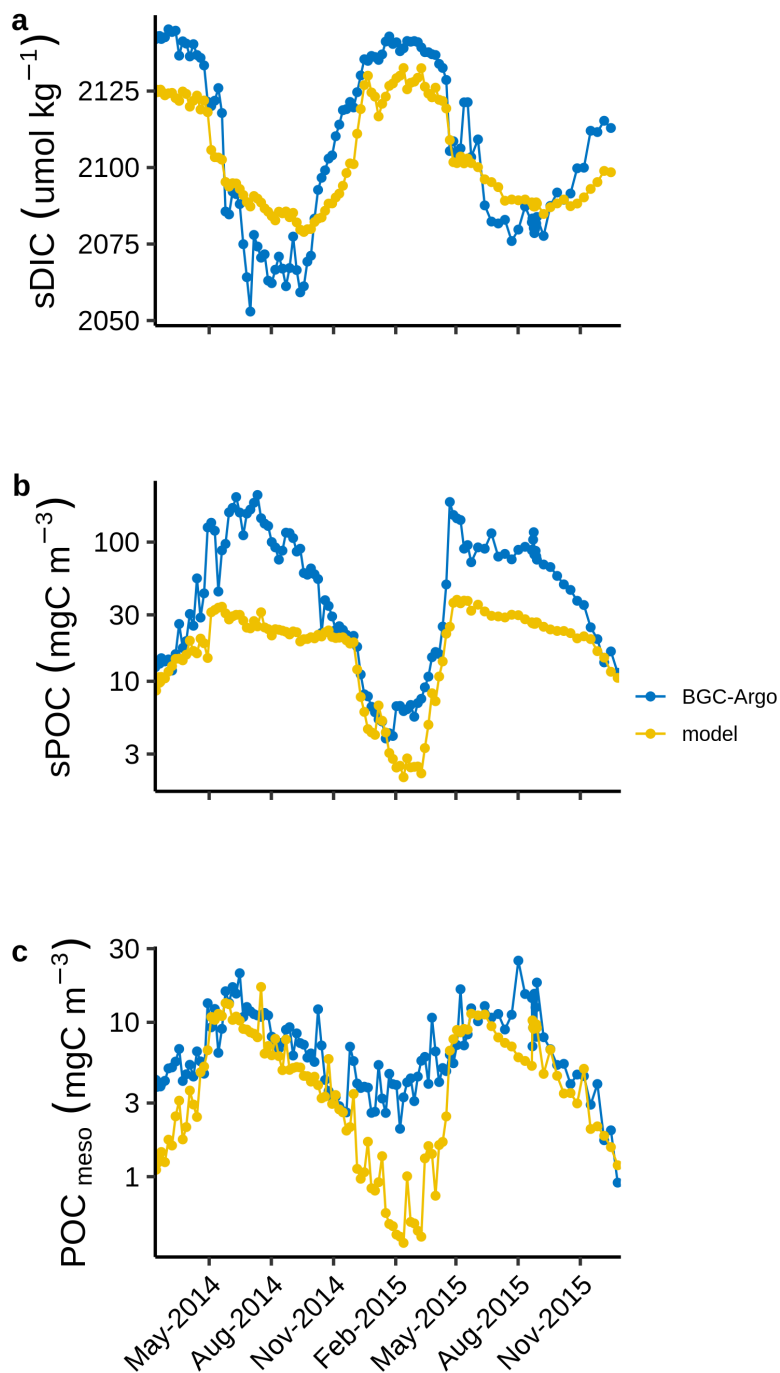 a
sDIC (umol kg⁻¹)
2125
2100
2075
2050
b
sPOC (mgC m⁻³)
100
30
10
3
BGC-Argo
model
c
POC meso (mgC m⁻³)
30
10
3
1
May-2014
Aug-2014
Nov-2014
Feb-2015
May-2015
Aug-2015
Nov-2015